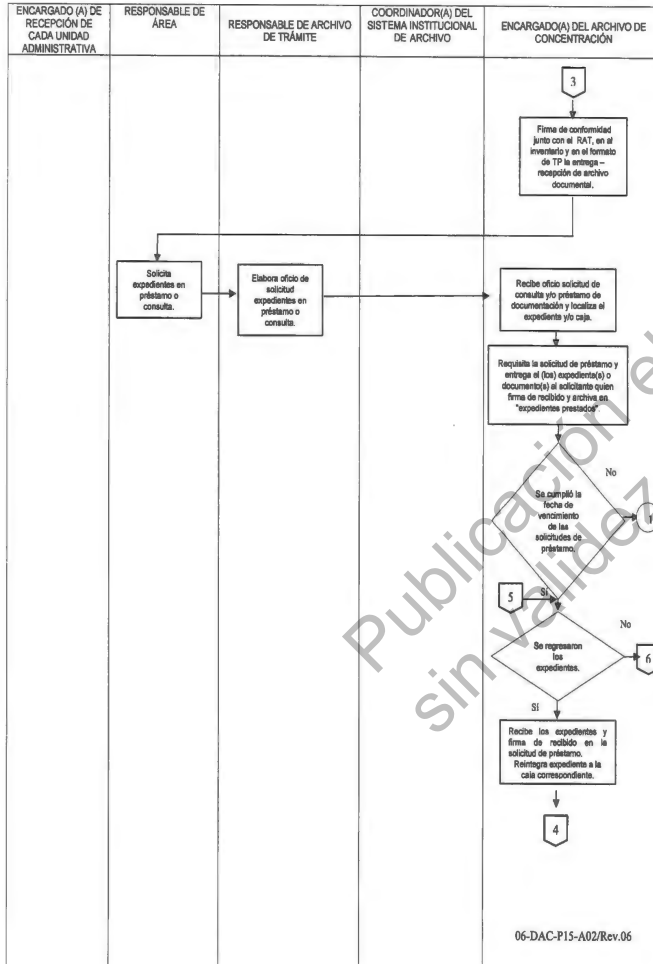 ENCARGADO (A) DE
RECEPCIÓN DE
CADA UNIDAD
ADMINISTRATIVA
RESPONSABLE DE
ÁREA
RESPONSABLE DE ARCHIVO
DE TRÁMITE
COORDINADOR(A) DEL
SISTEMA INSTITUCIONAL
DE ARCHIVO
ENCARGADO(A) DEL ARCHIVO DE
CONCENTRACIÓN
3
Firma de conformidad
junto con el RAT, en el
inventario y en el formato
de TP la entrega –
recepción de archivo
documental.
Solicita
expedientes en
préstamo o
consulta.
Elabora oficio de
solicitud
expedientes en
préstamo o
consulta.
Recibe oficio solicitud de
consulta y/o préstamo de
documentación y localiza el
expediente y/o caja.
Requisita la solicitud de préstamo y
entrega el (los) expediente(s) o
documento(s) al solicitante quien
firma de recibido y archiva en
"expedientes prestados".
No
Se cumplió la
fecha de
vencimiento
de las
solicitudes de
préstamo.
5
Sí
No
Se regresaron
los
expedientes.
6
Sí
Recibe los expedientes y
firma de recibido en la
solicitud de préstamo.
Reintegra expediente a la
caja correspondiente.
4
Publicación
sin validez
06-DAC-P15-A02/Rev.06